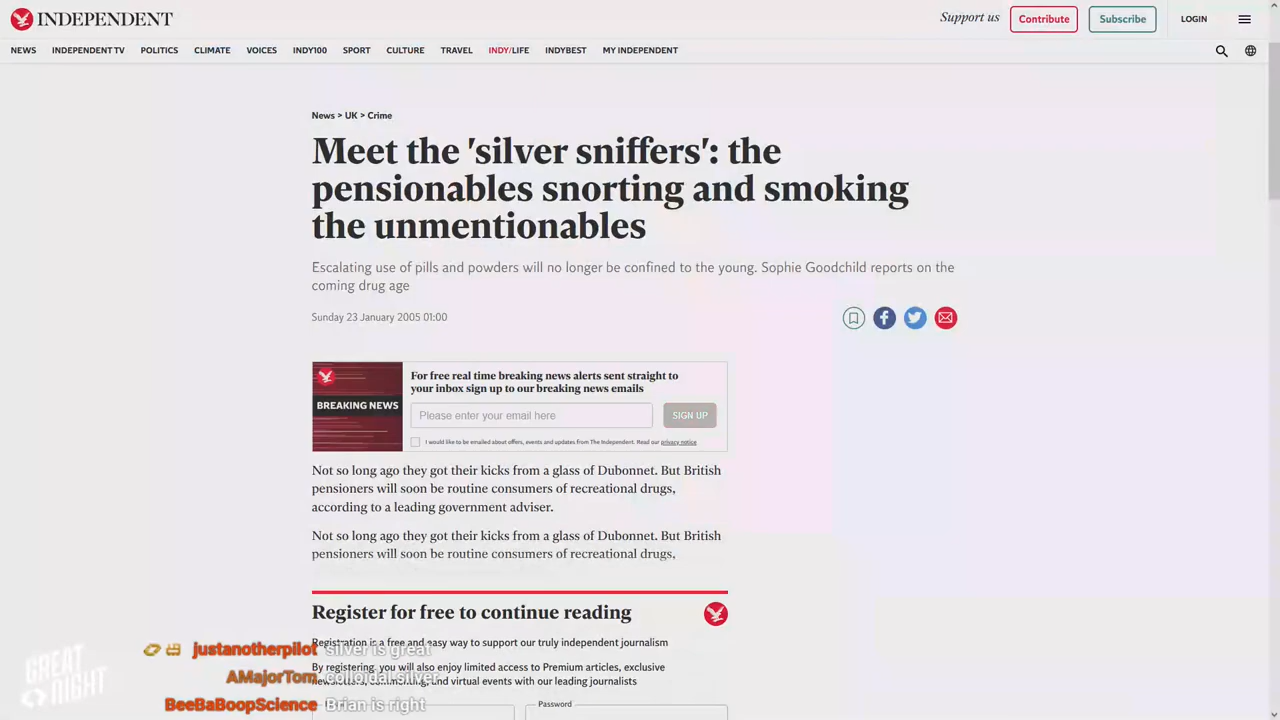 INDEPENDENT
Support us
Contribute
Subscribe
LOGIN
NEWS INDEPENDENT TV POLITICS CLIMATE VOICES INDY100 SPORT CULTURE TRAVEL INDY/LIFE INDYBEST MY INDEPENDENT
News > UK > Crime
Meet the 'silver sniffers': the
pensionables snorting and smoking
the unmentionables
Escalating use of pills and powders will no longer be confined to the young. Sophie Goodchild reports on the
coming drug age
Sunday 23 January 2005 01:00
BREAKING NEWS
For free real time breaking news alerts sent straight to
your inbox sign up to our breaking news emails
Please enter your email here
SIGN UP
I would like to be emailed about offers, events and updates from The Independent. Read our privacy notice
Not so long ago they got their kicks from a glass of Dubonnet. But British
pensioners will soon be routine consumers of recreational drugs,
according to a leading government adviser.
Not so long ago they got their kicks from a glass of Dubonnet. But British
pensioners will soon be routine consumers of recreational drugs,
Register for free to continue reading
Registration is a free and easy way to support our truly independent journalism
By registering, you will also enjoy limited access to Premium articles, exclusive
commenting, and virtual events with our leading journalists
Password
GREAT
NIGHT
justanotherpilot silver is great
AMajorTom colloidal silver
BeeBaBoopScience Brian is right